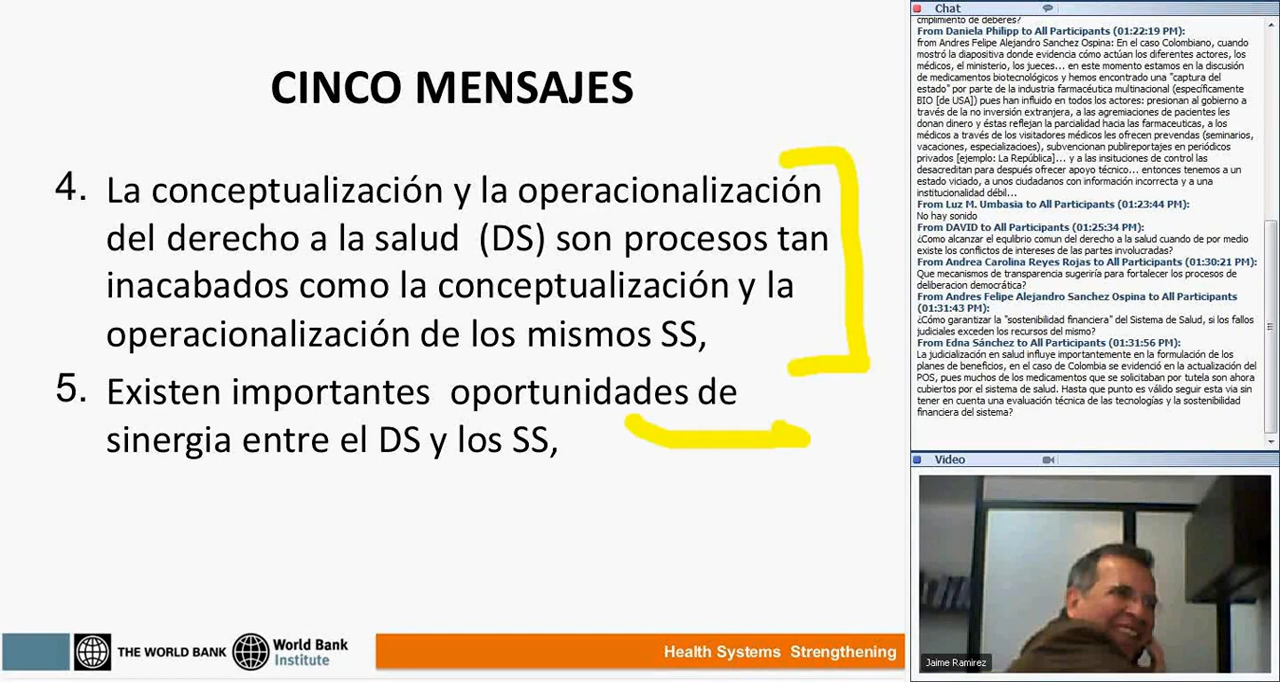 CINCO MENSAJES
4. La conceptualización y la operacionalización
del derecho a la salud (DS) son procesos tan
inacabados como la conceptualización y la
operacionalización de los mismos SS,
5. Existen importantes oportunidades de
sinergia entre el DS y los SS,
THE WORLD BANK
World Bank
Institute
Health Systems Strengthening
Chat
cmplimiento de deberes?
From Daniela Philipp to All Participants (01:22:19 PM):
from Andres Felipe Alejandro Sanchez Ospina: En el caso Colombiano, cuando
mostró la diapositiva donde evidencia cómo actúan los diferentes actores, los
médicos, el ministerio, los jueces... en este momento estamos en la discusión
de medicamentos biotecnológicos y hemos encontrado una "captura del
estado" por parte de la industria farmacéutica multinacional (específicamente
BIO [de USA]) pues han influido en todos los actores: presionan al gobierno a
través de la no inversión extranjera, a las agremiaciones de pacientes les
donan dinero y éstas reflejan la parcialidad hacia las farmaceuticas, a los
médicos a través de los visitadores médicos les ofrecen prevendas (seminarios,
vacaciones, especializacioes), subvencionan publireportajes en periódicos
privados [ejemplo: La República]... y a las insituciones de control las
desacreditan para después ofrecer apoyo técnico... entonces tenemos a un
estado viciado, a unos ciudadanos con información incorrecta y a una
institucionalidad débil...
From Luz M. Umbasia to All Participants (01:23:44 PM):
No hay sonido
From DAVID to All Participants (01:25:34 PM):
¿Como alcanzar el equlibrio comun del derecho a la salud cuando de por medio
existe los conflictos de intereses de las partes involucradas?
From Andrea Carolina Reyes Rojas to All Participants (01:30:21 PM):
Que mecanismos de transparencia sugeriría para fortalecer los procesos de
deliberacion democrática?
From Andres Felipe Alejandro Sanchez Ospina to All Participants
(01:31:43 PM):
¿Cómo garantizar la "sostenibilidad financiera" del Sistema de Salud, si los fallos
judiciales exceden los recursos del mismo?
From Edna Sánchez to All Participants (01:31:56 PM):
La judicialización en salud influye importantemente en la formulación de los
planes de beneficios, en el caso de Colombia se evidenció en la actualización del
POS, pues muchos de los medicamentos que se solicitaban por tutela son ahora
cubiertos por el sistema de salud. Hasta que punto es válido seguir esta via sin
tener en cuenta una evaluación técnica de las tecnologías y la sostenibilidad
financiera del sistema?
Video
Jaime Ramirez